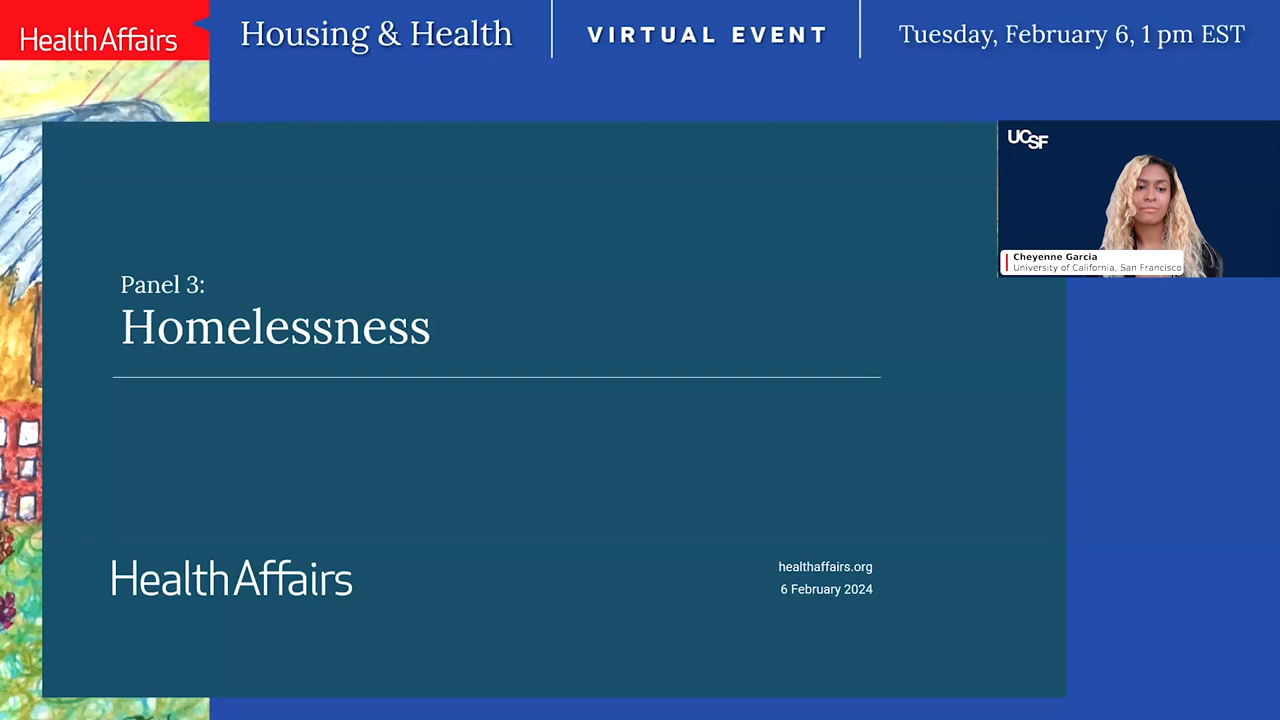 HealthAffairs
Housing & Health
VIRTUAL EVENT
Tuesday, February 6, 1 pm EST
UCSF
Cheyenne Garcia
University of California, San Francisco
Panel 3:
Homelessness
HealthAffairs
healthaffairs.org
6 February 2024